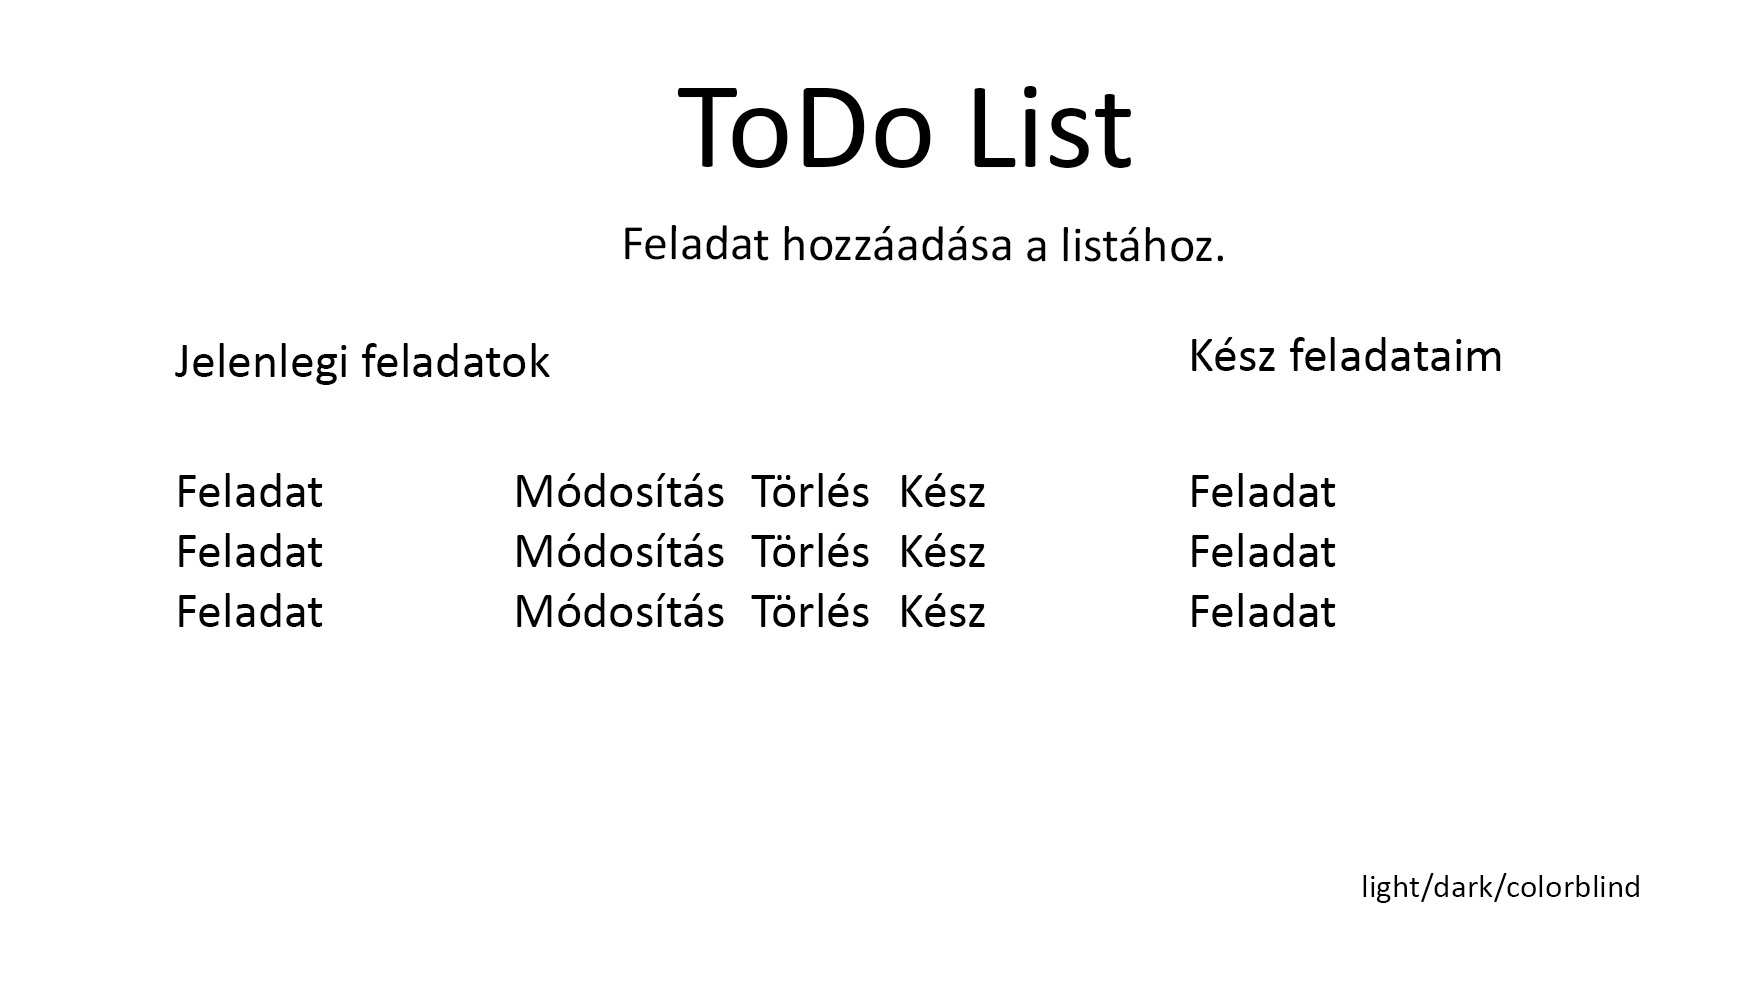 ToDo List
Feladat hozzáadása a listához.
Jelenlegi feladatok
Kész feladataim
Feladat Módosítás Törlés Kész Feladat
Feladat Módosítás Törlés Kész Feladat
Feladat Módosítás Törlés Kész Feladat
light/dark/colorblind